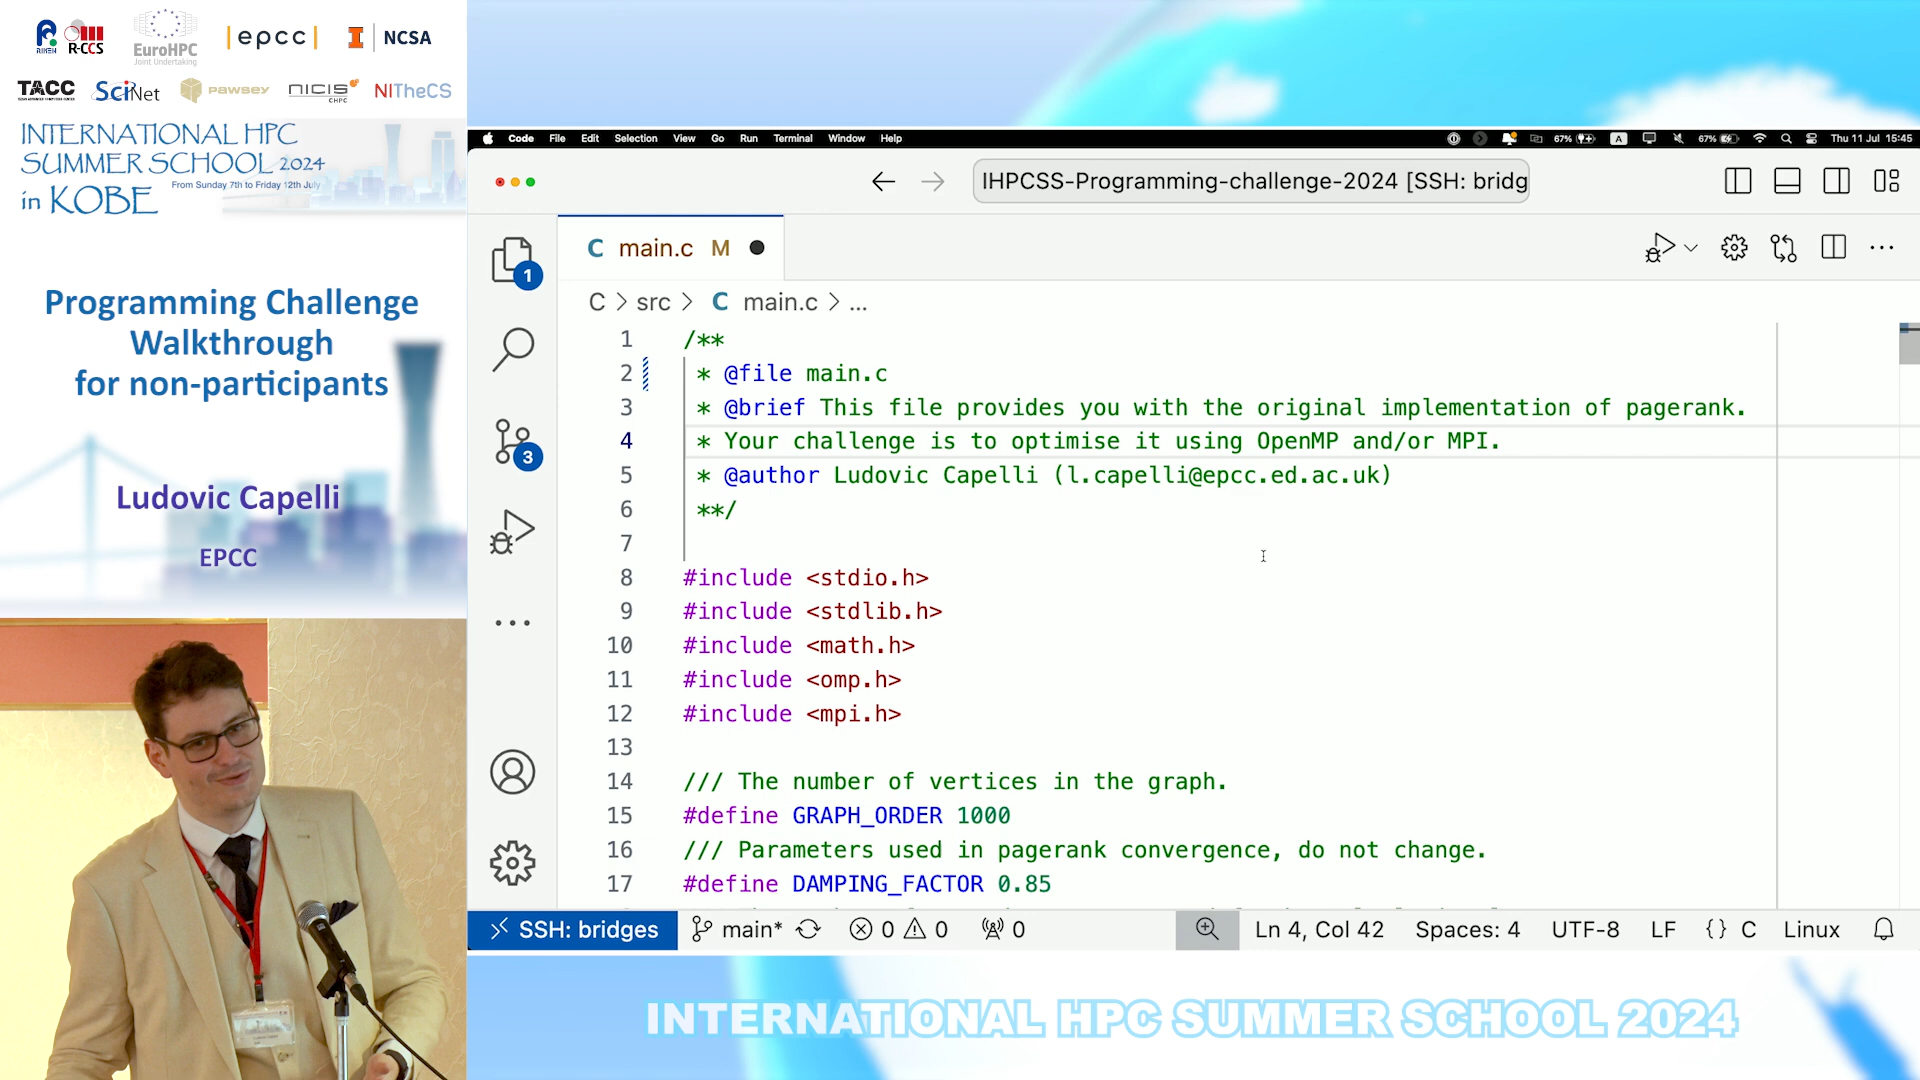 RIKEN
R-CCS
EuroHPC
Joint Undertaking
epcc
NCSA
TACC
SciNet
PAWSEY
NICIS
CHPC
NITheCS
INTERNATIONAL HPC
SUMMER SCHOOL 2024
From Sunday 7th to Friday 12th July
in KOBE
Programming Challenge
Walkthrough
for non-participants
Ludovic Capelli
EPCC
Code File Edit Selection View Go Run Terminal Window Help
67% A 67% Thu 11 Jul 15:45
IHPCSS-Programming-challenge-2024 [SSH: bridg
1
3
C main.c M
C > src > C main.c > ...
1 /**
2 * @file main.c
3 * @brief This file provides you with the original implementation of pagerank.
4 * Your challenge is to optimise it using OpenMP and/or MPI.
5 * @author Ludovic Capelli (l.capelli@epcc.ed.ac.uk)
6 **/
7
8 #include <stdio.h>
9 #include <stdlib.h>
10 #include <math.h>
11 #include <omp.h>
12 #include <mpi.h>
13
14 /// The number of vertices in the graph.
15 #define GRAPH_ORDER 1000
16 /// Parameters used in pagerank convergence, do not change.
17 #define DAMPING_FACTOR 0.85
SSH: bridges main* 0 0 0 Ln 4, Col 42 Spaces: 4 UTF-8 LF {} C Linux
INTERNATIONAL HPC SUMMER SCHOOL 2024